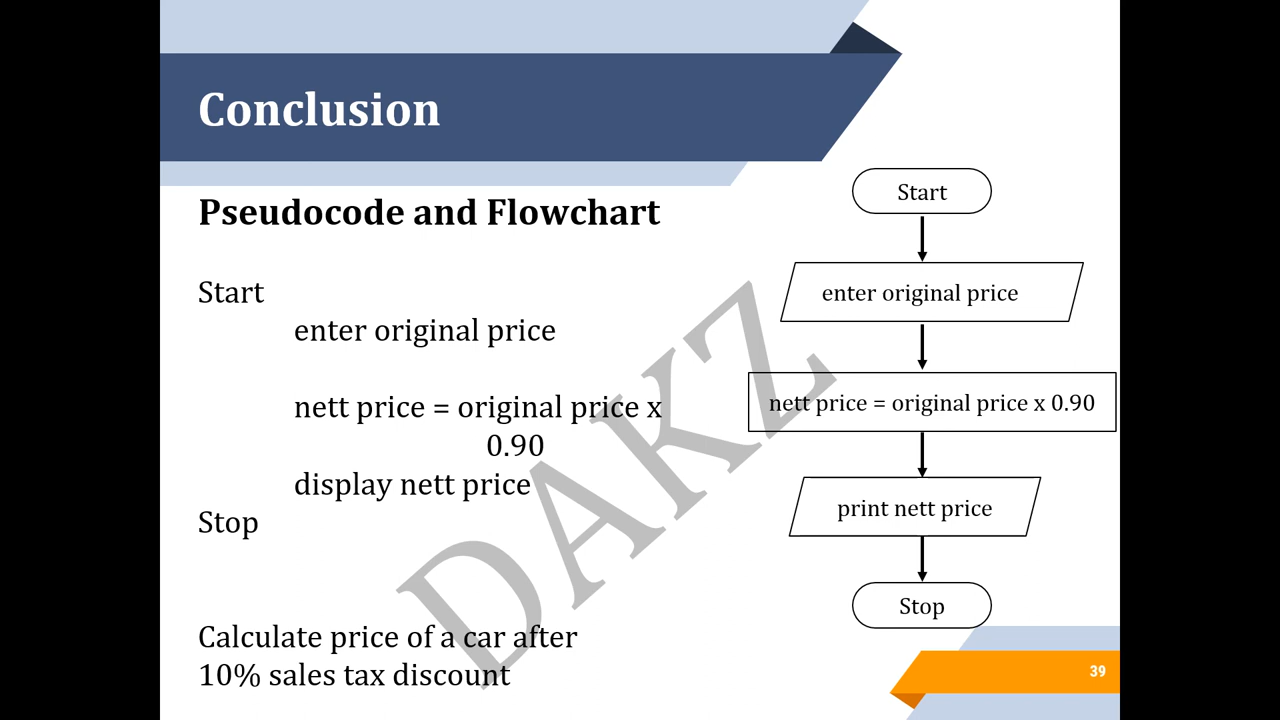 Conclusion
Pseudocode and Flowchart
Start
enter original price
nett price = original price x
0.90
display nett price
Stop
Calculate price of a car after
10% sales tax discount
Start
enter original price
nett price = original price x 0.90
print nett price
Stop
DAKZ
39